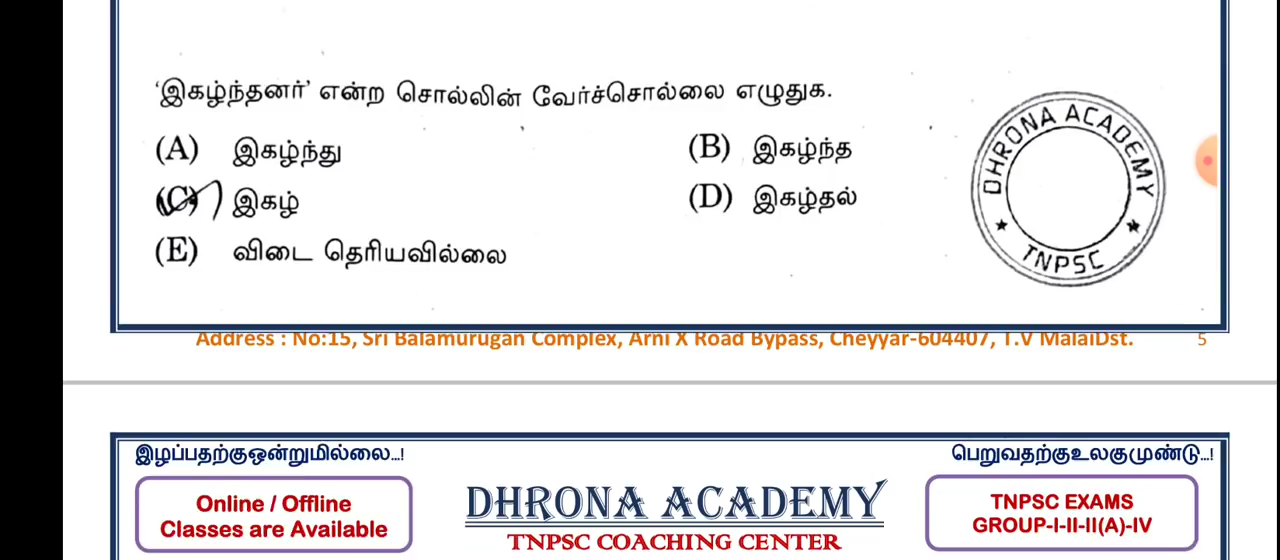 'இகழ்ந்தனர்' என்ற சொல்லின் வேர்ச்சொல்லை எழுதுக.
(A) இகழ்ந்து
(B) இகழ்ந்த
(C) இகழ்
(D) இகழ்தல்
(E) விடை தெரியவில்லை
DHRONA ACADEMY
★ TNPSC ★
Address : No:15, Sri Balamurugan Complex, Arni X Road Bypass, Cheyyar-604407, T.V MalaiDst. 5
இழப்பதற்குஒன்றுமில்லை...!
பெறுவதற்குஉலகமுண்டு...!
Online / Offline
Classes are Available
DHRONA ACADEMY
TNPSC COACHING CENTER
TNPSC EXAMS
GROUP-I-II-II(A)-IV